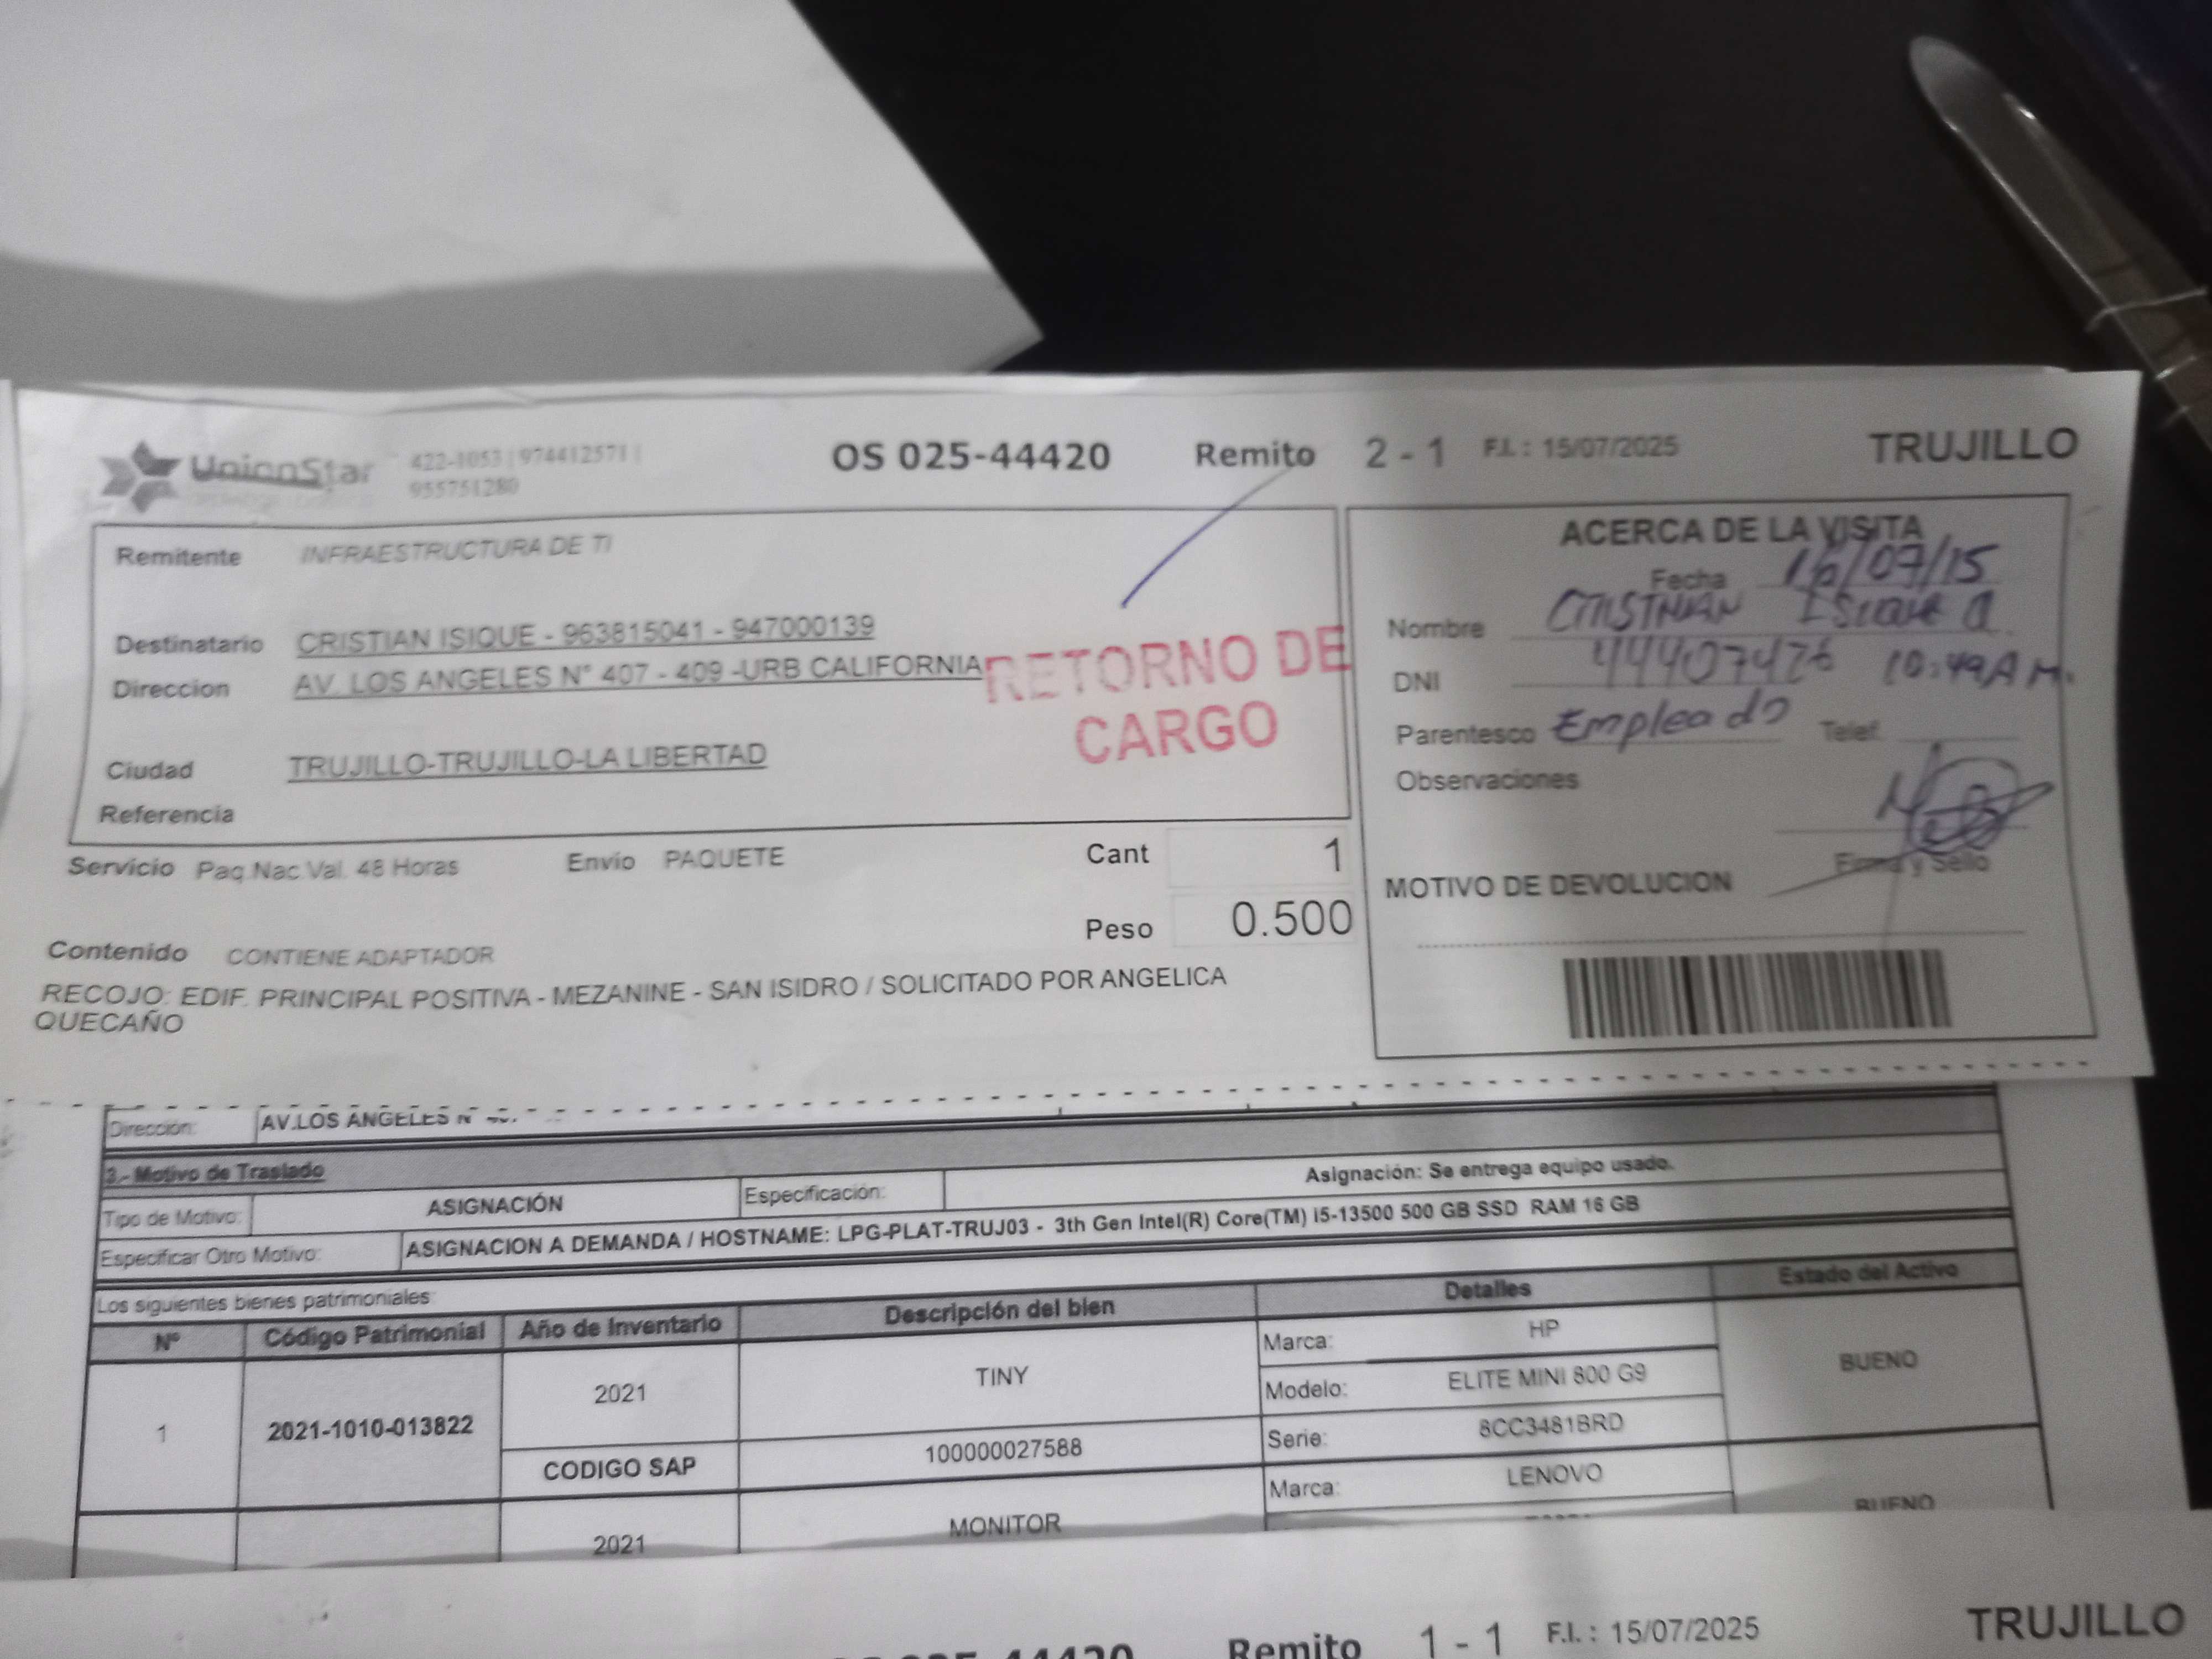 UnionStar 422-1053 | 974412571 |
955751280
OS 025-44420 Remito 2 - 1 F.I. : 15/07/2025 TRUJILLO
Remitente INFRAESTRUCTURA DE TI
Destinatario CRISTIAN ISIQUE - 963815041 - 947000139
Direccion AV. LOS ANGELES N° 407 - 409 -URB CALIFORNIA
Ciudad TRUJILLO-TRUJILLO-LA LIBERTAD
Referencia
RETORNO DE
CARGO
ACERCA DE LA VISITA
Fecha 16/07/15
Nombre
DNI 44407426 10:49 A M.
Parentesco Empleado Telef.
Observaciones
Firma y Sello
MOTIVO DE DEVOLUCION
Servicio Paq.Nac.Val. 48 Horas Envío PAQUETE Cant 1
Peso 0.500
Contenido CONTIENE ADAPTADOR
RECOJO: EDIF. PRINCIPAL POSITIVA - MEZANINE - SAN ISIDRO / SOLICITADO POR ANGELICA
QUECAÑO
Dirección: AV.LOS ANGELES N°
3.- Motivo de Traslado
Tipo de Motivo: ASIGNACIÓN Especificación: Asignación: Se entrega equipo usado.
Especificar Otro Motivo: ASIGNACION A DEMANDA / HOSTNAME: LPG-PLAT-TRUJ03 - 3th Gen Intel(R) Core(TM) i5-13500 500 GB SSD RAM 16 GB
Los siguientes bienes patrimoniales:
Nº Código Patrimonial Año de Inventario Descripción del bien Detalles Estado del Activo
1 2021-1010-013822 2021 TINY Marca: HP BUENO
Modelo: ELITE MINI 800 G9
CODIGO SAP 100000027588 Serie: 8CC3481BRD
2021 MONITOR Marca: LENOVO BUENO
025-44420 Remito 1 - 1 F.I. : 15/07/2025 TRUJILLO